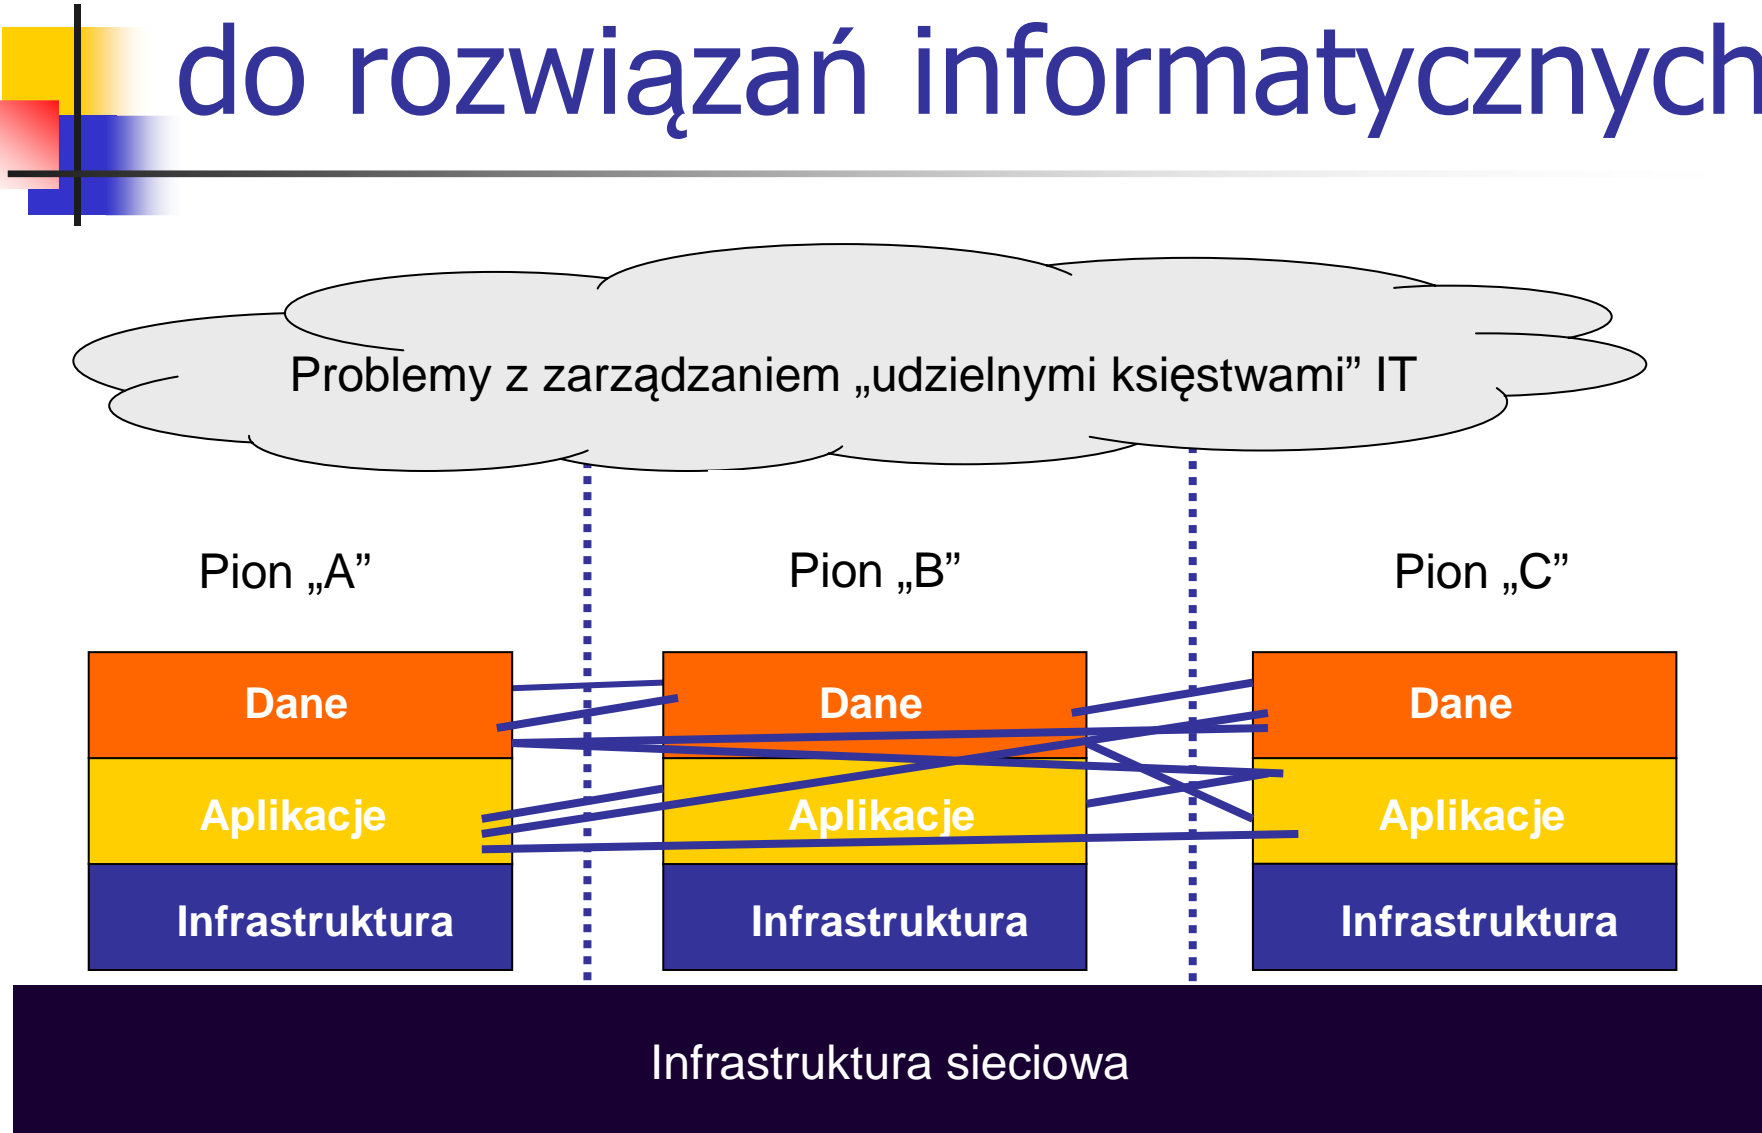 do rozwiązań informatycznych
Problemy z zarządzaniem „udzielnymi księstwami” IT
Pion „A”
Pion „B”
Pion „C”
Dane
Dane
Dane
Aplikacje
Aplikacje
Aplikacje
Infrastruktura
Infrastruktura
Infrastruktura
Infrastruktura sieciowa